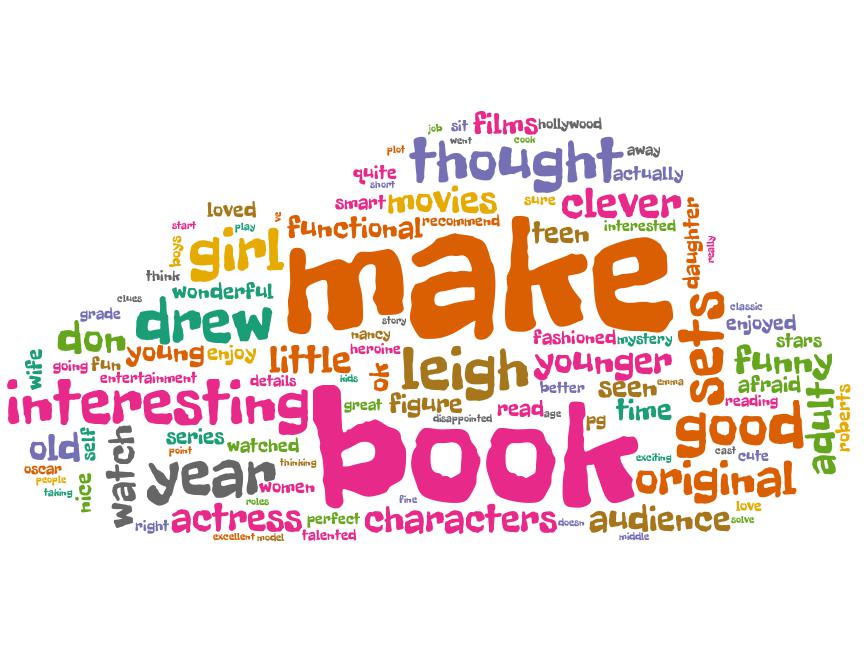 job
sit
films
hollywood
went
cook
plot
thought
away
quite
actually
short
smart
movies
sure
clever
loved
ve
functional
recommend
daughter
start
play
teen
interested
boys
girl
make
really
think
wonderful
clues
drew
story
sets
classic
grade
enjoyed
don
nancy
fashioned
mystery
stars
wife
young
enjoy
little
heroine
leigh
younger
funny
going
fun
entertainment
details
kids
ok
better
seen
emma
afraid
adult
roberts
interesting
book
great
figure
disappointed
read
age
pg
time
good
reading
old
self
watch
series
point
watched
cast
cute
oscar
people
taking
nice
year
thinking
women
exciting
original
roles
fine
love
right
actress
perfect
characters
doesn
audience
solve
excellent
model
talented
middle